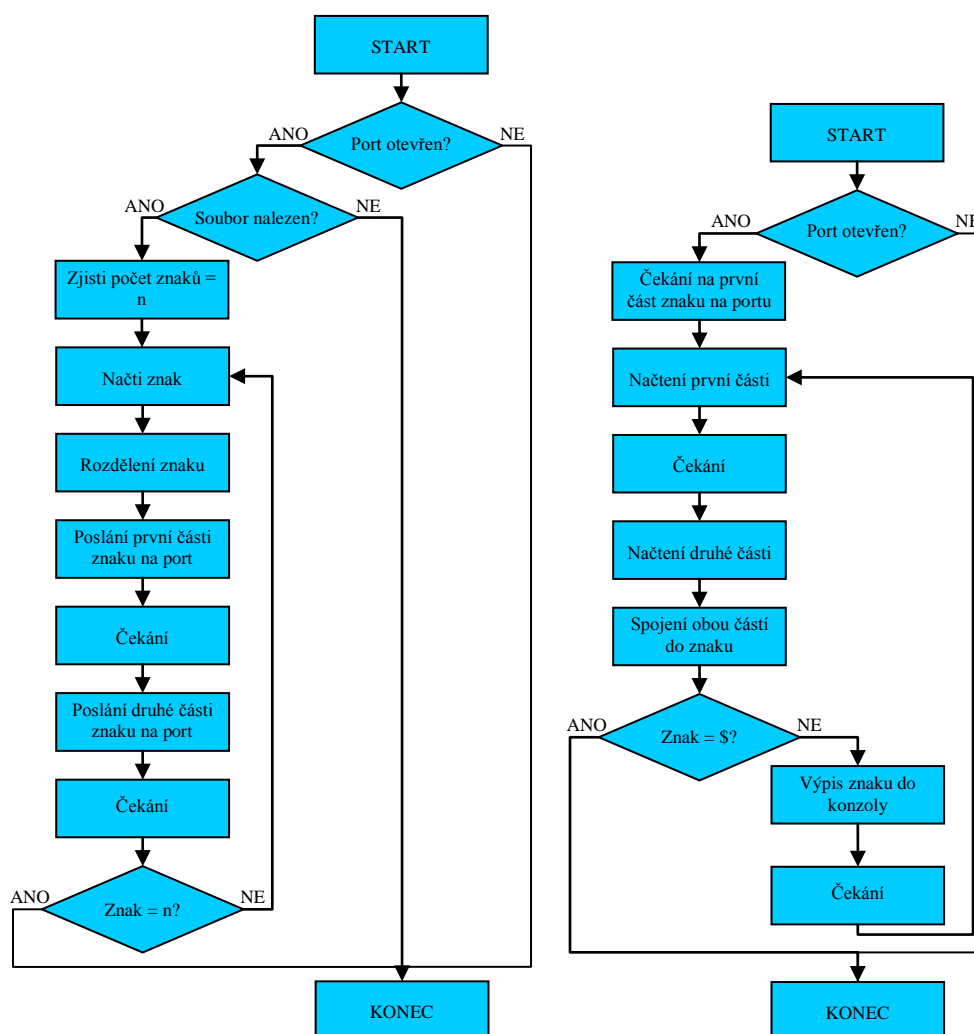 START
Port otevřen?
ANO
NE
Soubor nalezen?
ANO
NE
Zjisti počet znaků =
n
Načti znak
Rozdělení znaku
Poslání první části
znaku na port
Čekání
Poslání druhé části
znaku na port
Čekání
Znak = n?
ANO
NE
KONEC
START
Port otevřen?
ANO
NE
Čekání na první
část znaku na portu
Načtení první části
Čekání
Načtení druhé části
Spojení obou částí
do znaku
Znak = $?
ANO
NE
Výpis znaku do
konzoly
Čekání
KONEC